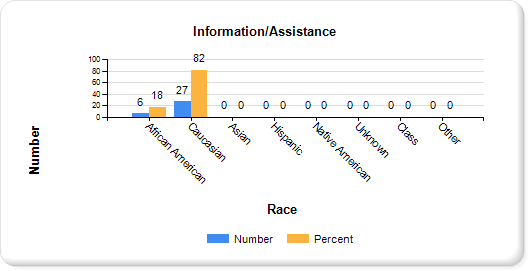 Information/Assistance
Number
100
80
60
40
20
0
6 18 27 82 0 0 0 0 0 0 0 0 0 0 0 0
African American
Caucasian
Asian
Hispanic
Native American
Unknown
Class
Other
Race
Number Percent